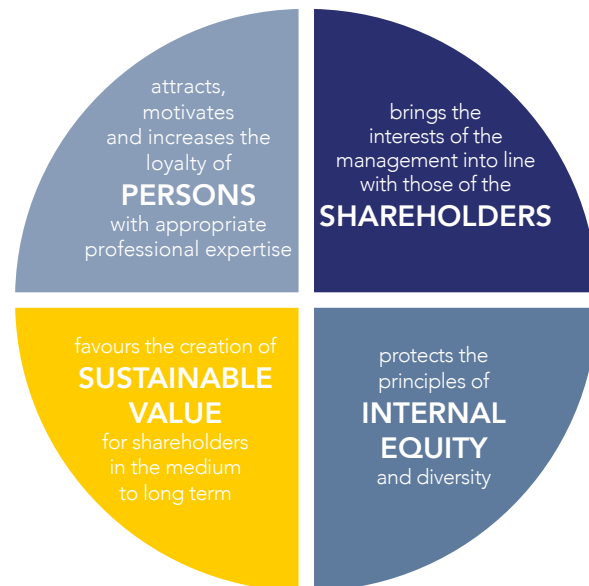 attracts,
motivates
and increases the
loyalty of
PERSONS
with appropriate
professional expertise
brings the
interests of the
management into line
with those of the
SHAREHOLDERS
favours the creation of
SUSTAINABLE
VALUE
for shareholders
in the medium
to long term
protects the
principles of
INTERNAL
EQUITY
and diversity